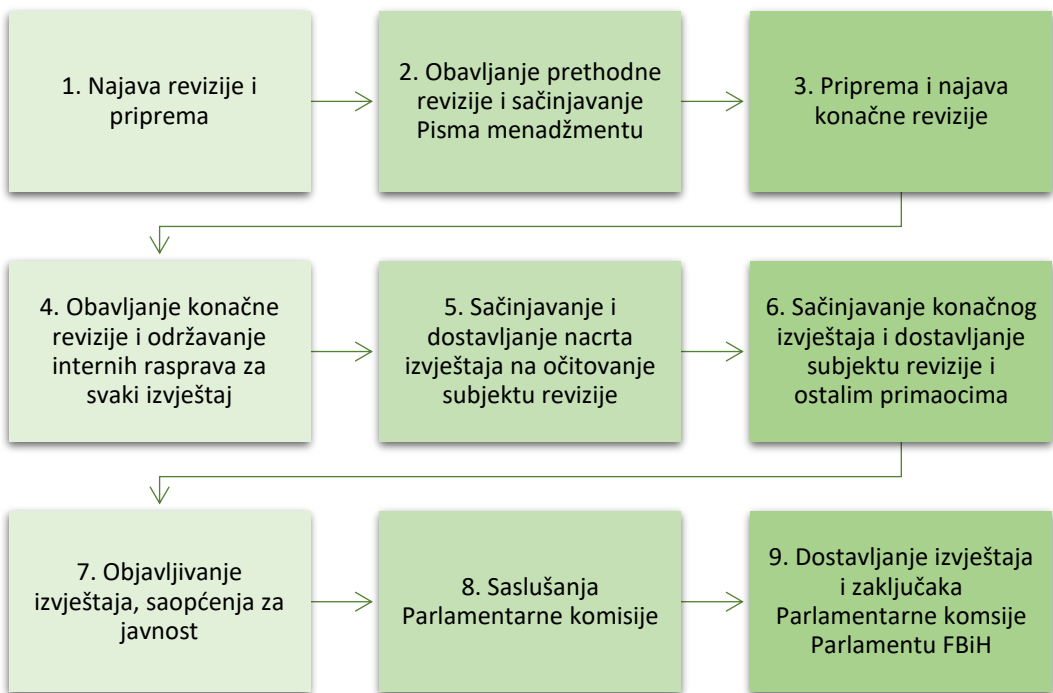 1. Najava revizije i
priprema
2. Obavljanje prethodne
revizije i sačinjavanje
Pisma menadžmentu
3. Priprema i najava
konačne revizije
4. Obavljanje konačne
revizije i održavanje
internih rasprava za
svaki izvještaj
5. Sačinjavanje i
dostavljanje nacrta
izvještaja na očitovanje
subjektu revizije
6. Sačinjavanje konačnog
izvještaja i dostavljanje
subjektu revizije i
ostalim primaocima
7. Objavljivanje
izvještaja, saopćenja za
javnost
8. Saslušanja
Parlamentarne komisije
9. Dostavljanje izvještaja
i zaključaka
Parlamentarne komsije
Parlamentu FBiH